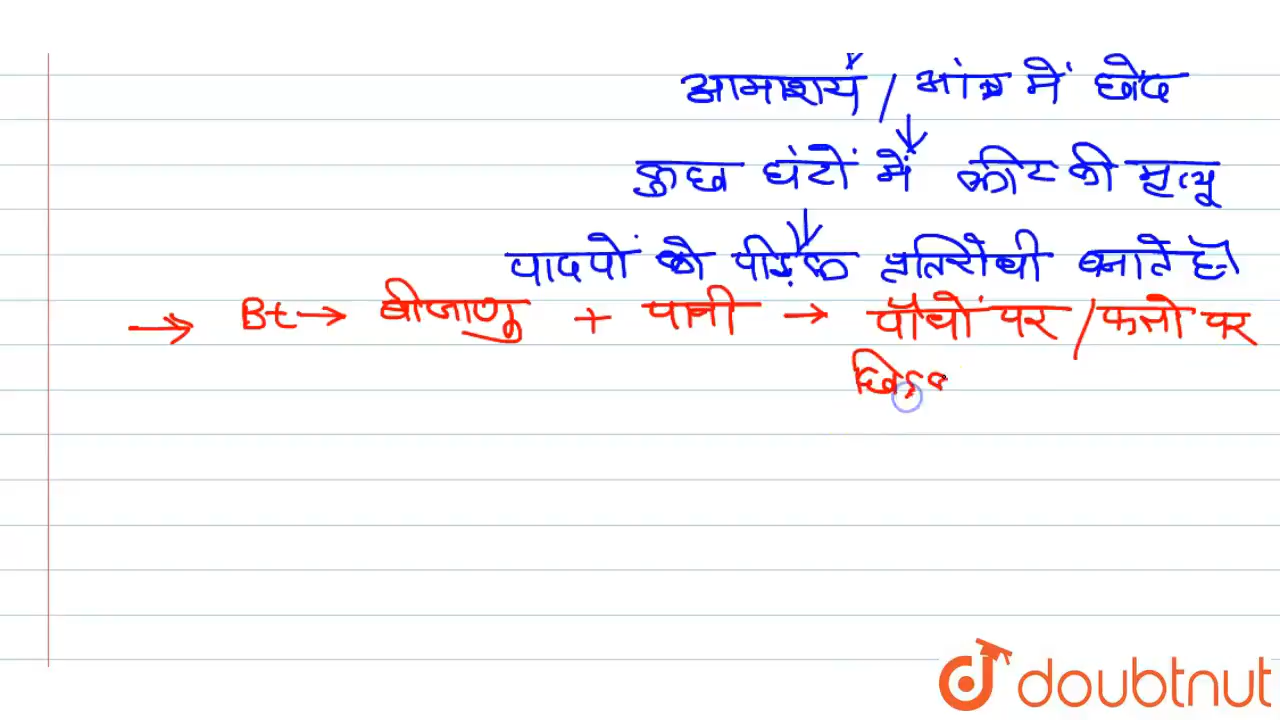 आमाशय / आंत्र में छेद
कुछ घंटों में कीट की मृत्यू
पादपों को पीड़क प्रतिरोधी बनाते है।
Bt → बीजाणु + पानी → पौधों पर / फलो पर
छिड़क
doubtnut